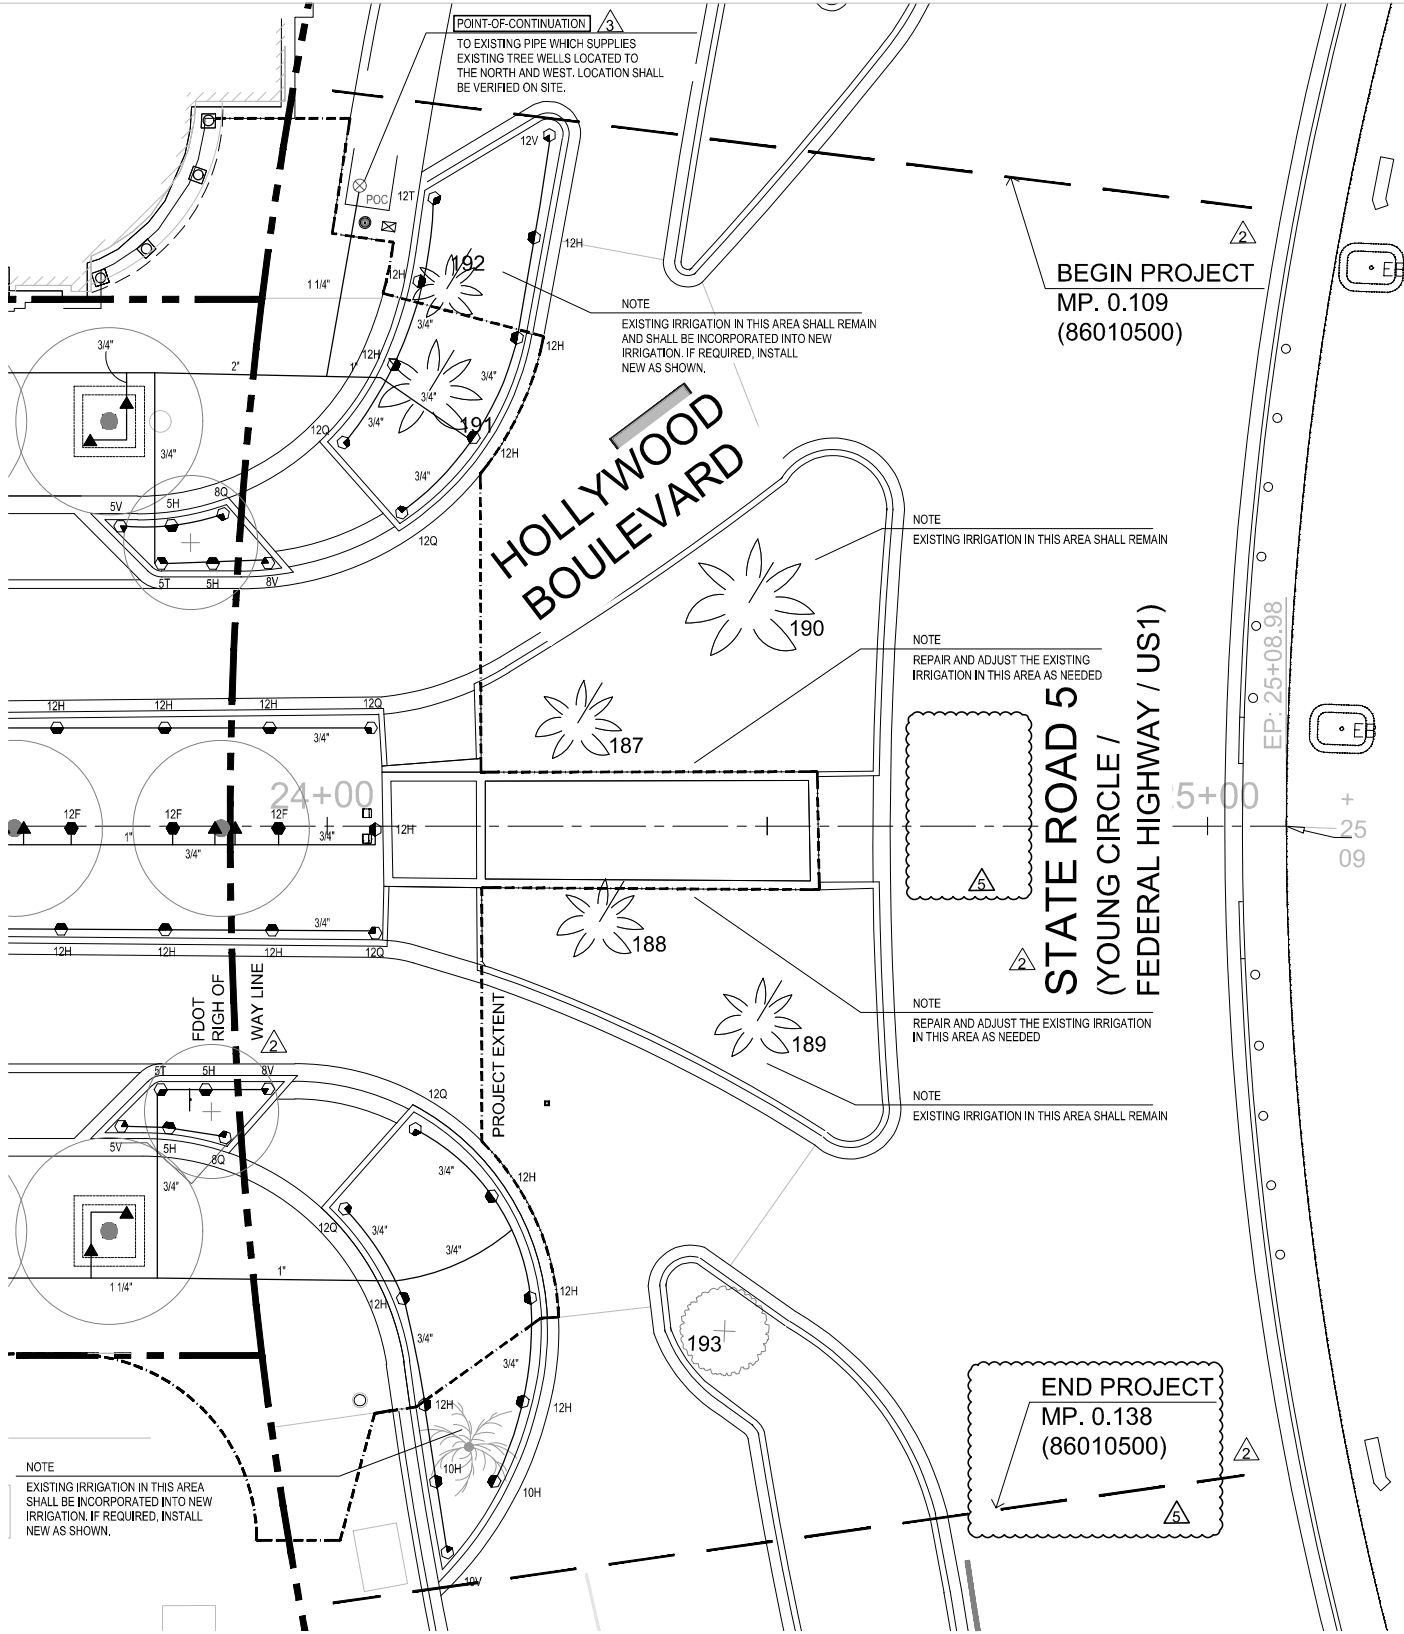 POINT-OF-CONTINUATION 3
TO EXISTING PIPE WHICH SUPPLIES
EXISTING TREE WELLS LOCATED TO
THE NORTH AND WEST. LOCATION SHALL
BE VERIFIED ON SITE.
12V
POC
12T
12H
192
12H
1 1/4"
2
BEGIN PROJECT
MP. 0.109
(86010500)
NOTE
EXISTING IRRIGATION IN THIS AREA SHALL REMAIN
AND SHALL BE INCORPORATED INTO NEW
IRRIGATION. IF REQUIRED, INSTALL
NEW AS SHOWN.
3/4"
3/4"
2"
12H
1"
12H
3/4"
3/4"
191
3/4"
12Q
12H
3/4"
3/4"
12Q
8Q
5V
5H
5T
5H
8V
HOLLYWOOD
BOULEVARD
NOTE
EXISTING IRRIGATION IN THIS AREA SHALL REMAIN
190
NOTE
REPAIR AND ADJUST THE EXISTING
IRRIGATION IN THIS AREA AS NEEDED
187
EP: 25+08.98
STATE ROAD 5
(YOUNG CIRCLE /
FEDERAL HIGHWAY / US1)
2
5
12H
12H
12H
12Q
3/4"
24+00
5+00
+
25
09
12F
12F
12F
12H
1"
3/4"
3/4"
3/4"
12H
12H
12H
12Q
188
FDOT
RIGH OF
WAY LINE
2
PROJECT EXTENT
189
NOTE
REPAIR AND ADJUST THE EXISTING IRRIGATION
IN THIS AREA AS NEEDED
NOTE
EXISTING IRRIGATION IN THIS AREA SHALL REMAIN
5T
5H
8V
5V
5H
8Q
3/4"
12Q
3/4"
12H
12Q
3/4"
3/4"
1"
1 1/4"
12H
12H
3/4"
3/4"
12H
12H
10H
10H
10V
193
END PROJECT
MP. 0.138
(86010500)
2
5
NOTE
EXISTING IRRIGATION IN THIS AREA
SHALL BE INCORPORATED INTO NEW
IRRIGATION. IF REQUIRED, INSTALL
NEW AS SHOWN.